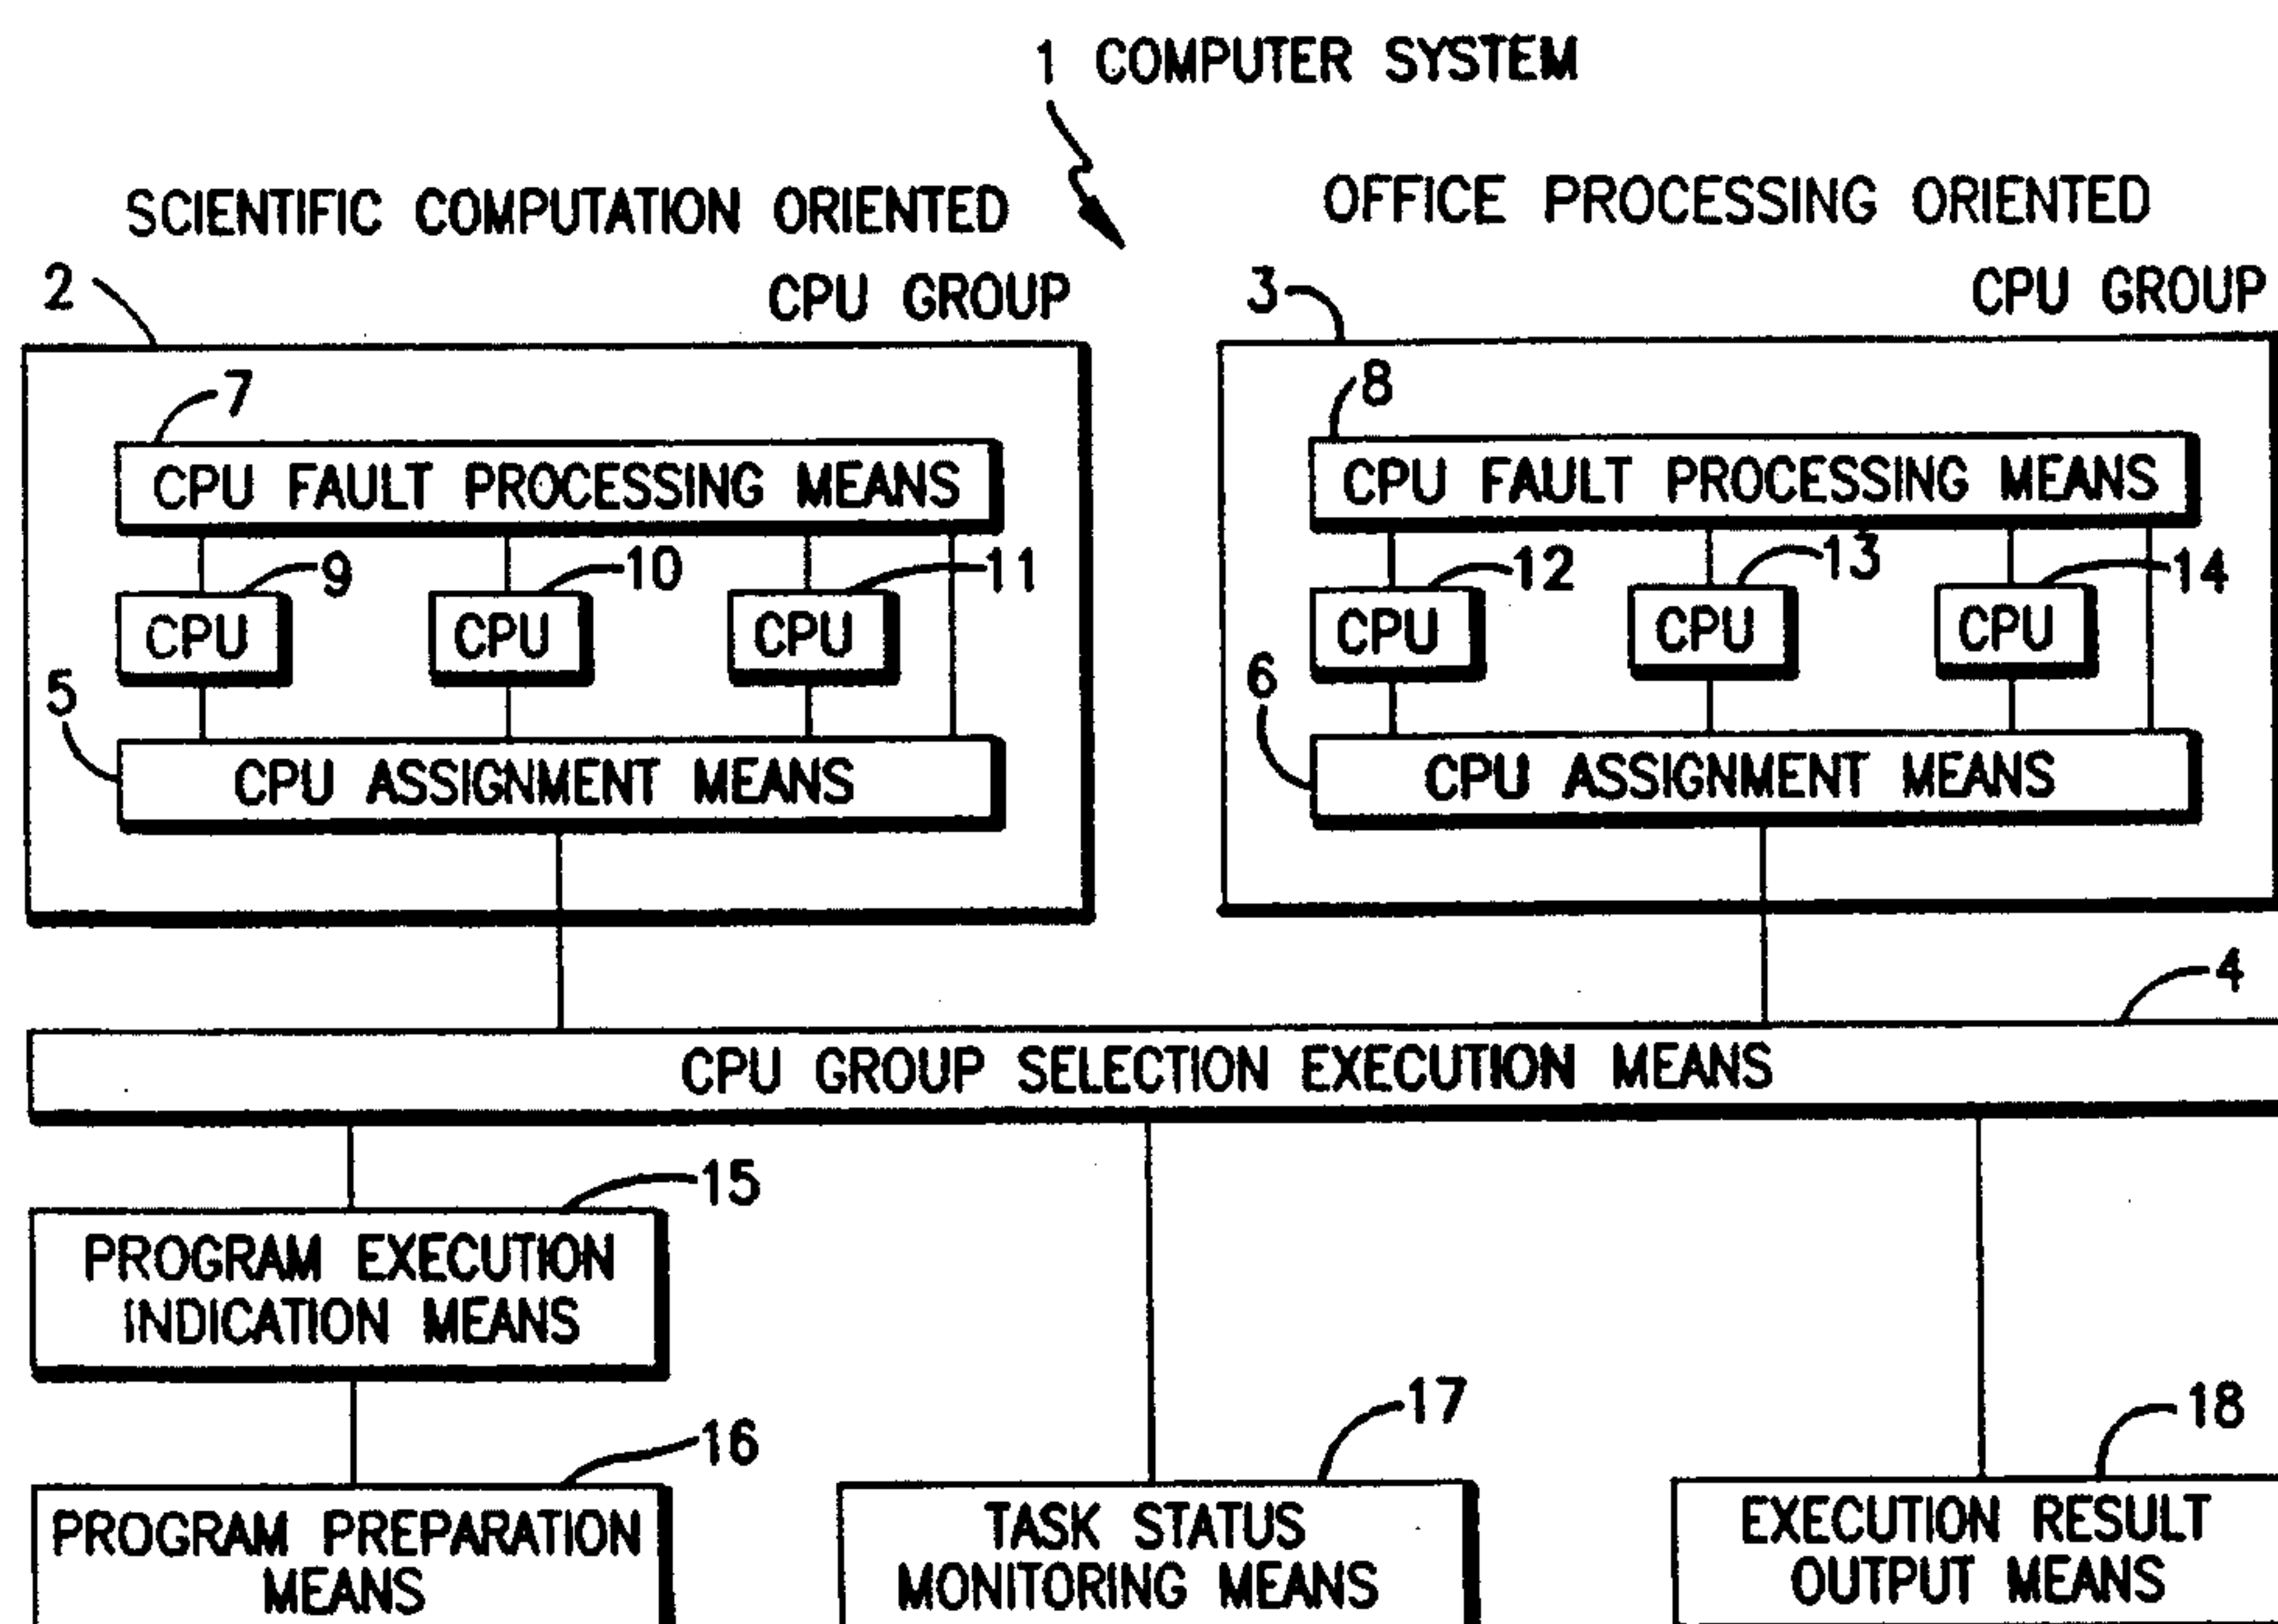 1 COMPUTER SYSTEM
SCIENTIFIC COMPUTATION ORIENTED
CPU GROUP
OFFICE PROCESSING ORIENTED
CPU GROUP
2
3
7
CPU FAULT PROCESSING MEANS
8
CPU FAULT PROCESSING MEANS
9
10
11
CPU
CPU
CPU
12
13
14
CPU
CPU
CPU
5
CPU ASSIGNMENT MEANS
6
CPU ASSIGNMENT MEANS
4
CPU GROUP SELECTION EXECUTION MEANS
15
PROGRAM EXECUTION
INDICATION MEANS
16
PROGRAM PREPARATION
MEANS
17
TASK STATUS
MONITORING MEANS
18
EXECUTION RESULT
OUTPUT MEANS